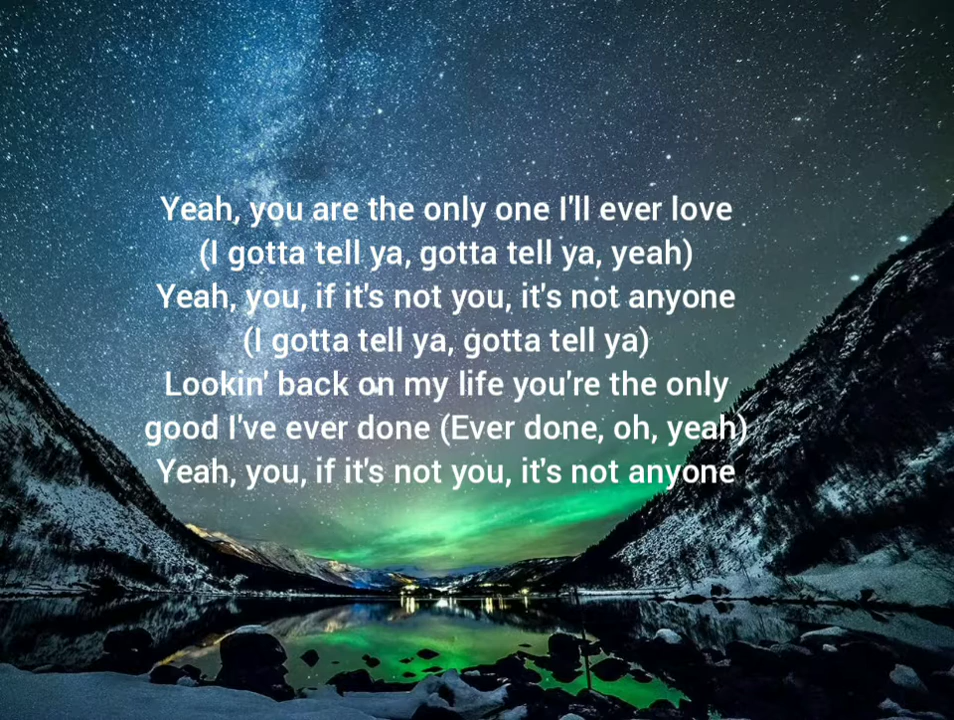 Yeah, you are the only one I'll ever love
(I gotta tell ya, gotta tell ya, yeah)
Yeah, you, if it's not you, it's not anyone
(I gotta tell ya, gotta tell ya)
Lookin' back on my life you're the only
good I've ever done (Ever done, oh, yeah)
Yeah, you, if it's not you, it's not anyone